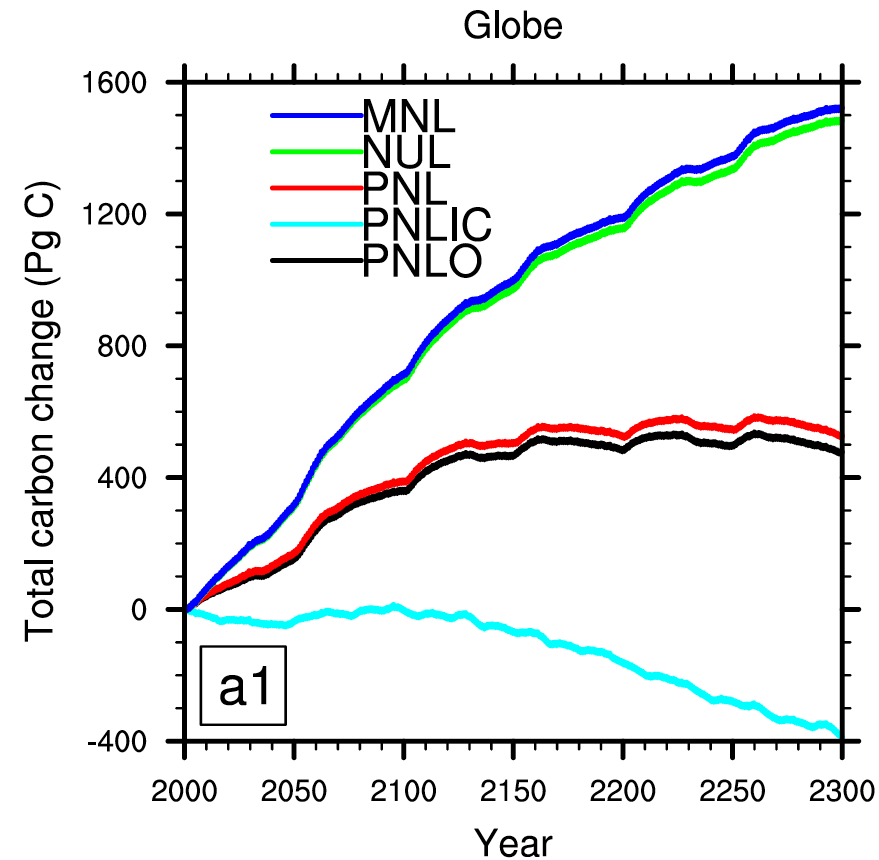 Globe
Total carbon change (Pg C)
1600
1200
800
400
0
-400
MNL
NUL
PNL
PNLIC
PNLO
a1
2000 2050 2100 2150 2200 2250 2300
Year